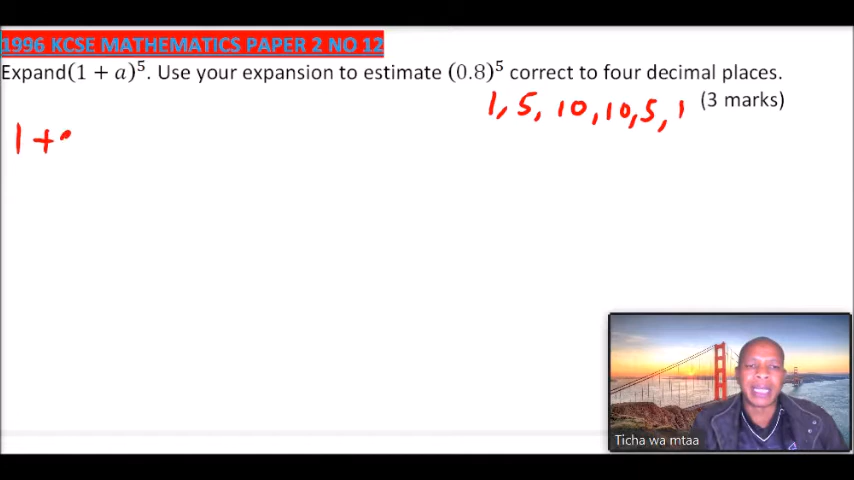 1996 KCSE MATHEMATICS PAPER 2 NO 12
Expand(1 + a)⁵. Use your expansion to estimate (0.8)⁵ correct to four decimal places.
1, 5, 10, 10, 5, 1 (3 marks)
1 +
Ticha wa mtaa